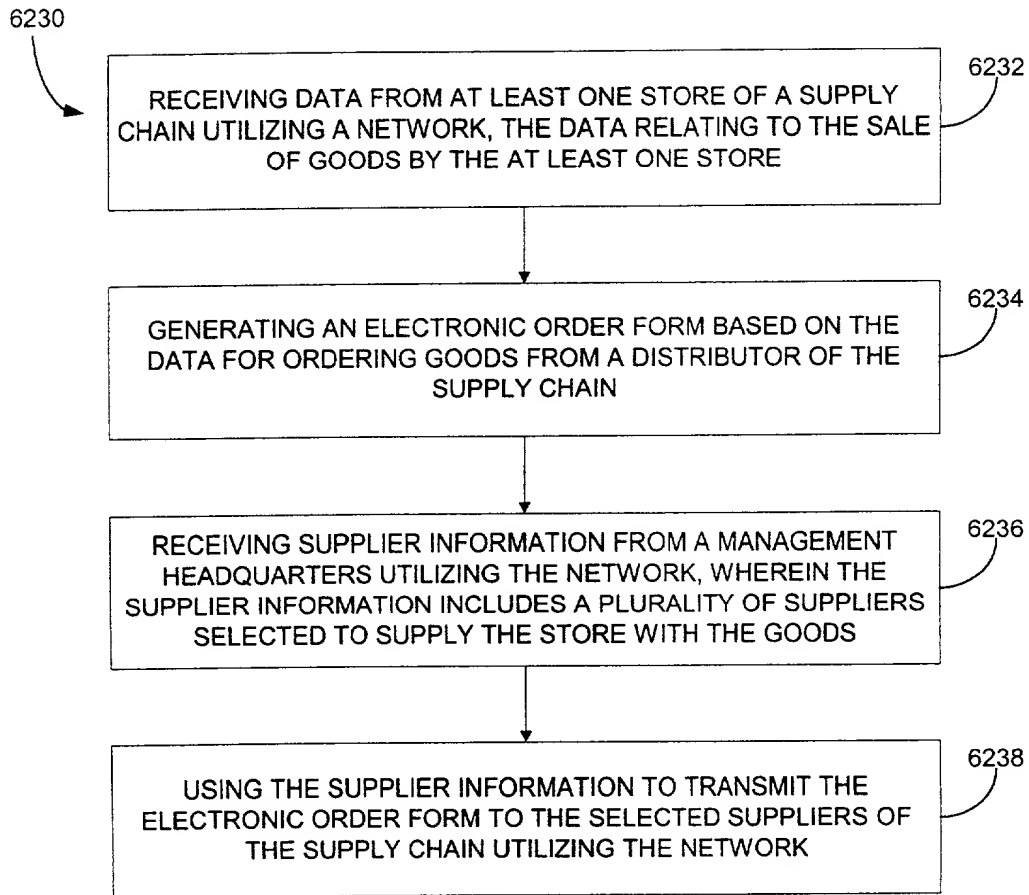 6230
6232
RECEIVING DATA FROM AT LEAST ONE STORE OF A SUPPLY
CHAIN UTILIZING A NETWORK, THE DATA RELATING TO THE SALE
OF GOODS BY THE AT LEAST ONE STORE
6234
GENERATING AN ELECTRONIC ORDER FORM BASED ON THE
DATA FOR ORDERING GOODS FROM A DISTRIBUTOR OF THE
SUPPLY CHAIN
6236
RECEIVING SUPPLIER INFORMATION FROM A MANAGEMENT
HEADQUARTERS UTILIZING THE NETWORK, WHEREIN THE
SUPPLIER INFORMATION INCLUDES A PLURALITY OF SUPPLIERS
SELECTED TO SUPPLY THE STORE WITH THE GOODS
6238
USING THE SUPPLIER INFORMATION TO TRANSMIT THE
ELECTRONIC ORDER FORM TO THE SELECTED SUPPLIERS OF
THE SUPPLY CHAIN UTILIZING THE NETWORK